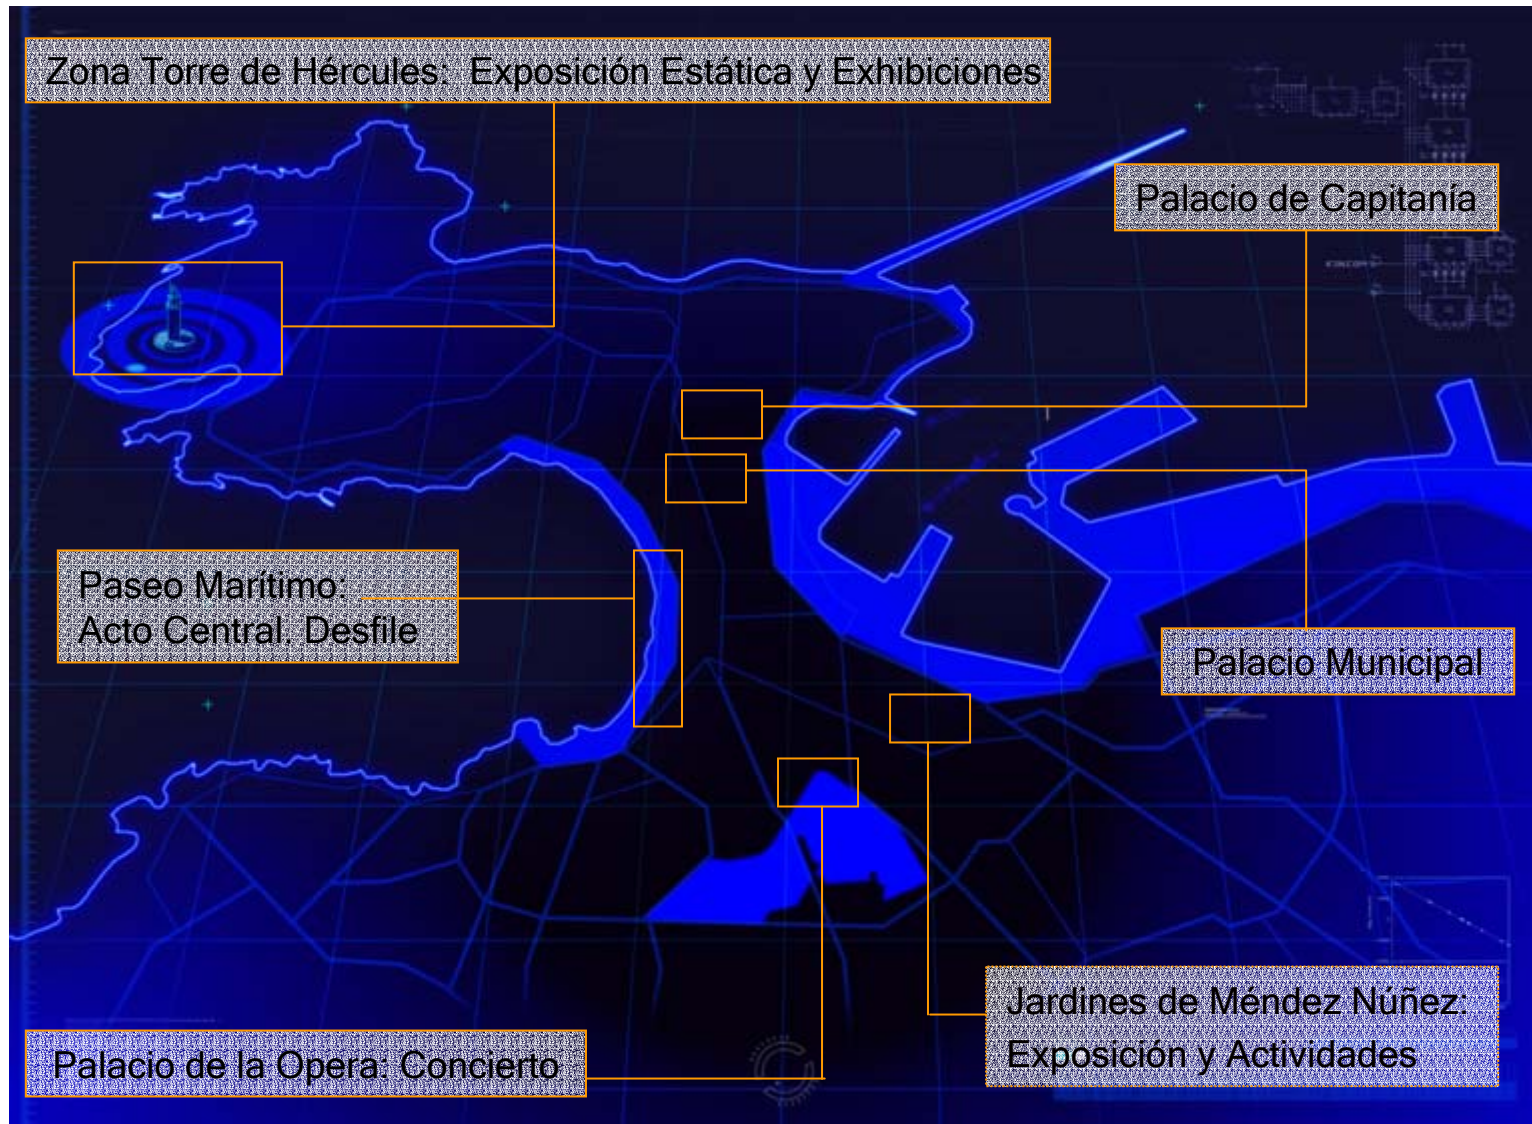 Zona Torre de Hércules:  Exposición Estática y Exhibiciones
Palacio de Capitanía
Paseo Marítimo:
Acto Central. Desfile
Palacio Municipal
Jardines de Méndez Núñez:
Exposición y Actividades
Palacio de la Opera: Concierto